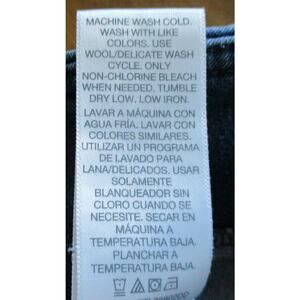 MACHINE WASH COLD.
WASH WITH LIKE
COLORS. USE
WOOL/DELICATE WASH
CYCLE. ONLY
NON-CHLORINE BLEACH
WHEN NEEDED. TUMBLE
DRY LOW. LOW IRON.
LAVAR A MÁQUINA CON
AGUA FRÍA. LAVAR CON
COLORES SIMILARES.
UTILIZAR UN PROGRAMA
DE LAVADO PARA
LANA/DELICADOS. USAR
SOLAMENTE
BLANQUEADOR SIN
CLORO CUANDO SE
NECESITE. SECAR EN
MÁQUINA A
TEMPERATURA BAJA.
PLANCHAR A
TEMPERATURA BAJA.